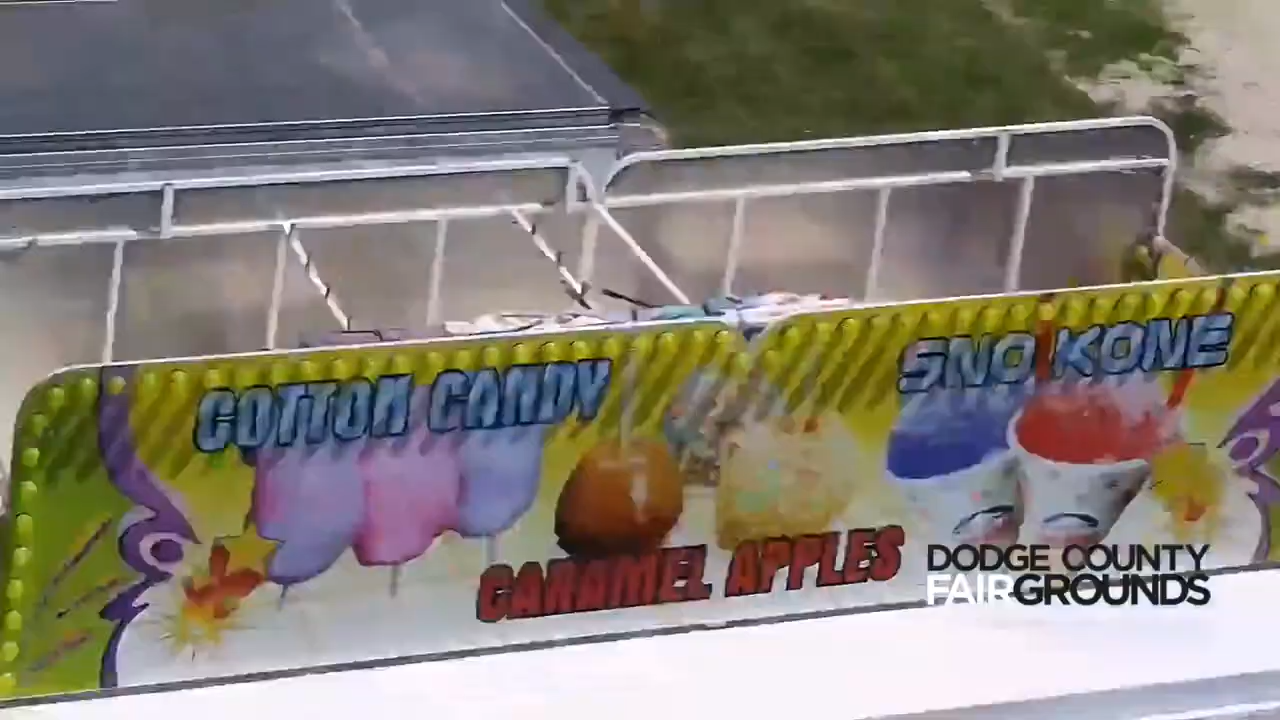 COTTON CANDY
SNO KONE
CARAMEL APPLES
DODGE COUNTY
FAIRGROUNDS